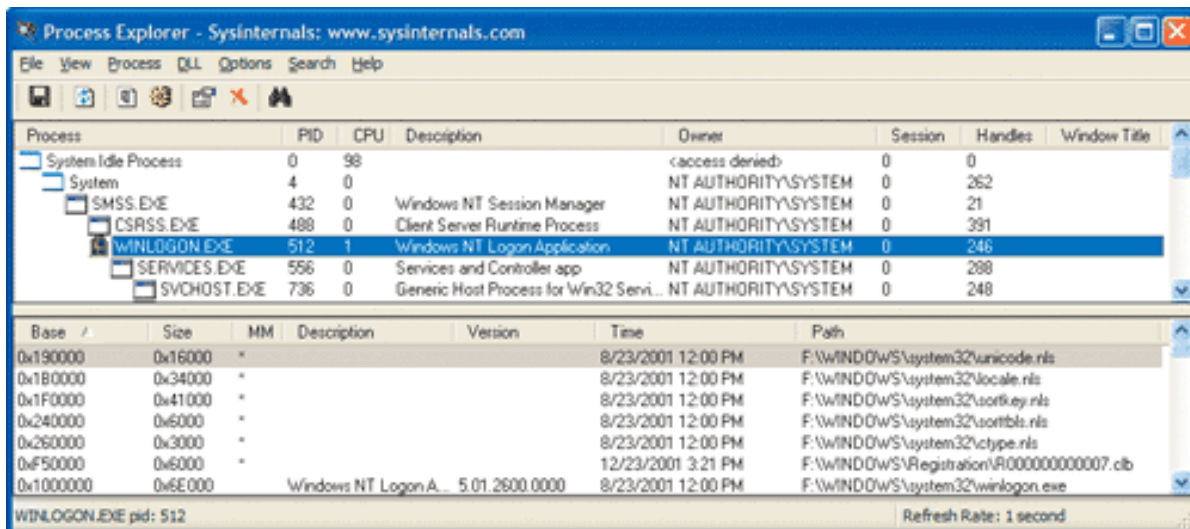 Process Explorer - Sysinternals: www.sysinternals.com
File View Process DLL Options Search Help
Process PID CPU Description Owner Session Handles Window Title
System Idle Process 0 98 <access denied> 0 0
System 4 0 NT AUTHORITY\SYSTEM 0 262
SMSS.EXE 432 0 Windows NT Session Manager NT AUTHORITY\SYSTEM 0 21
CSRSS.EXE 488 0 Client Server Runtime Process NT AUTHORITY\SYSTEM 0 391
WINLOGON.EXE 512 1 Windows NT Logon Application NT AUTHORITY\SYSTEM 0 246
SERVICES.EXE 556 0 Services and Controller app NT AUTHORITY\SYSTEM 0 288
SVCHOST.EXE 736 0 Generic Host Process for Win32 Servi... NT AUTHORITY\SYSTEM 0 248
Base Size MM Description Version Time Path
0x190000 0x16000 * 8/23/2001 12:00 PM F:\WINDOWS\system32\unicode.nls
0x1B0000 0x34000 * 8/23/2001 12:00 PM F:\WINDOWS\system32\locale.nls
0x1F0000 0x41000 * 8/23/2001 12:00 PM F:\WINDOWS\system32\sortkey.nls
0x240000 0x6000 * 8/23/2001 12:00 PM F:\WINDOWS\system32\sorttbls.nls
0x260000 0x3000 * 8/23/2001 12:00 PM F:\WINDOWS\system32\ctype.nls
0xF50000 0x6000 * 12/23/2001 3:21 PM F:\WINDOWS\Registration\R000000000007.clb
0x1000000 0x6E000 Windows NT Logon A... 5.01.2600.0000 8/23/2001 12:00 PM F:\WINDOWS\system32\winlogon.exe
WINLOGON.EXE pid: 512 Refresh Rate: 1 second